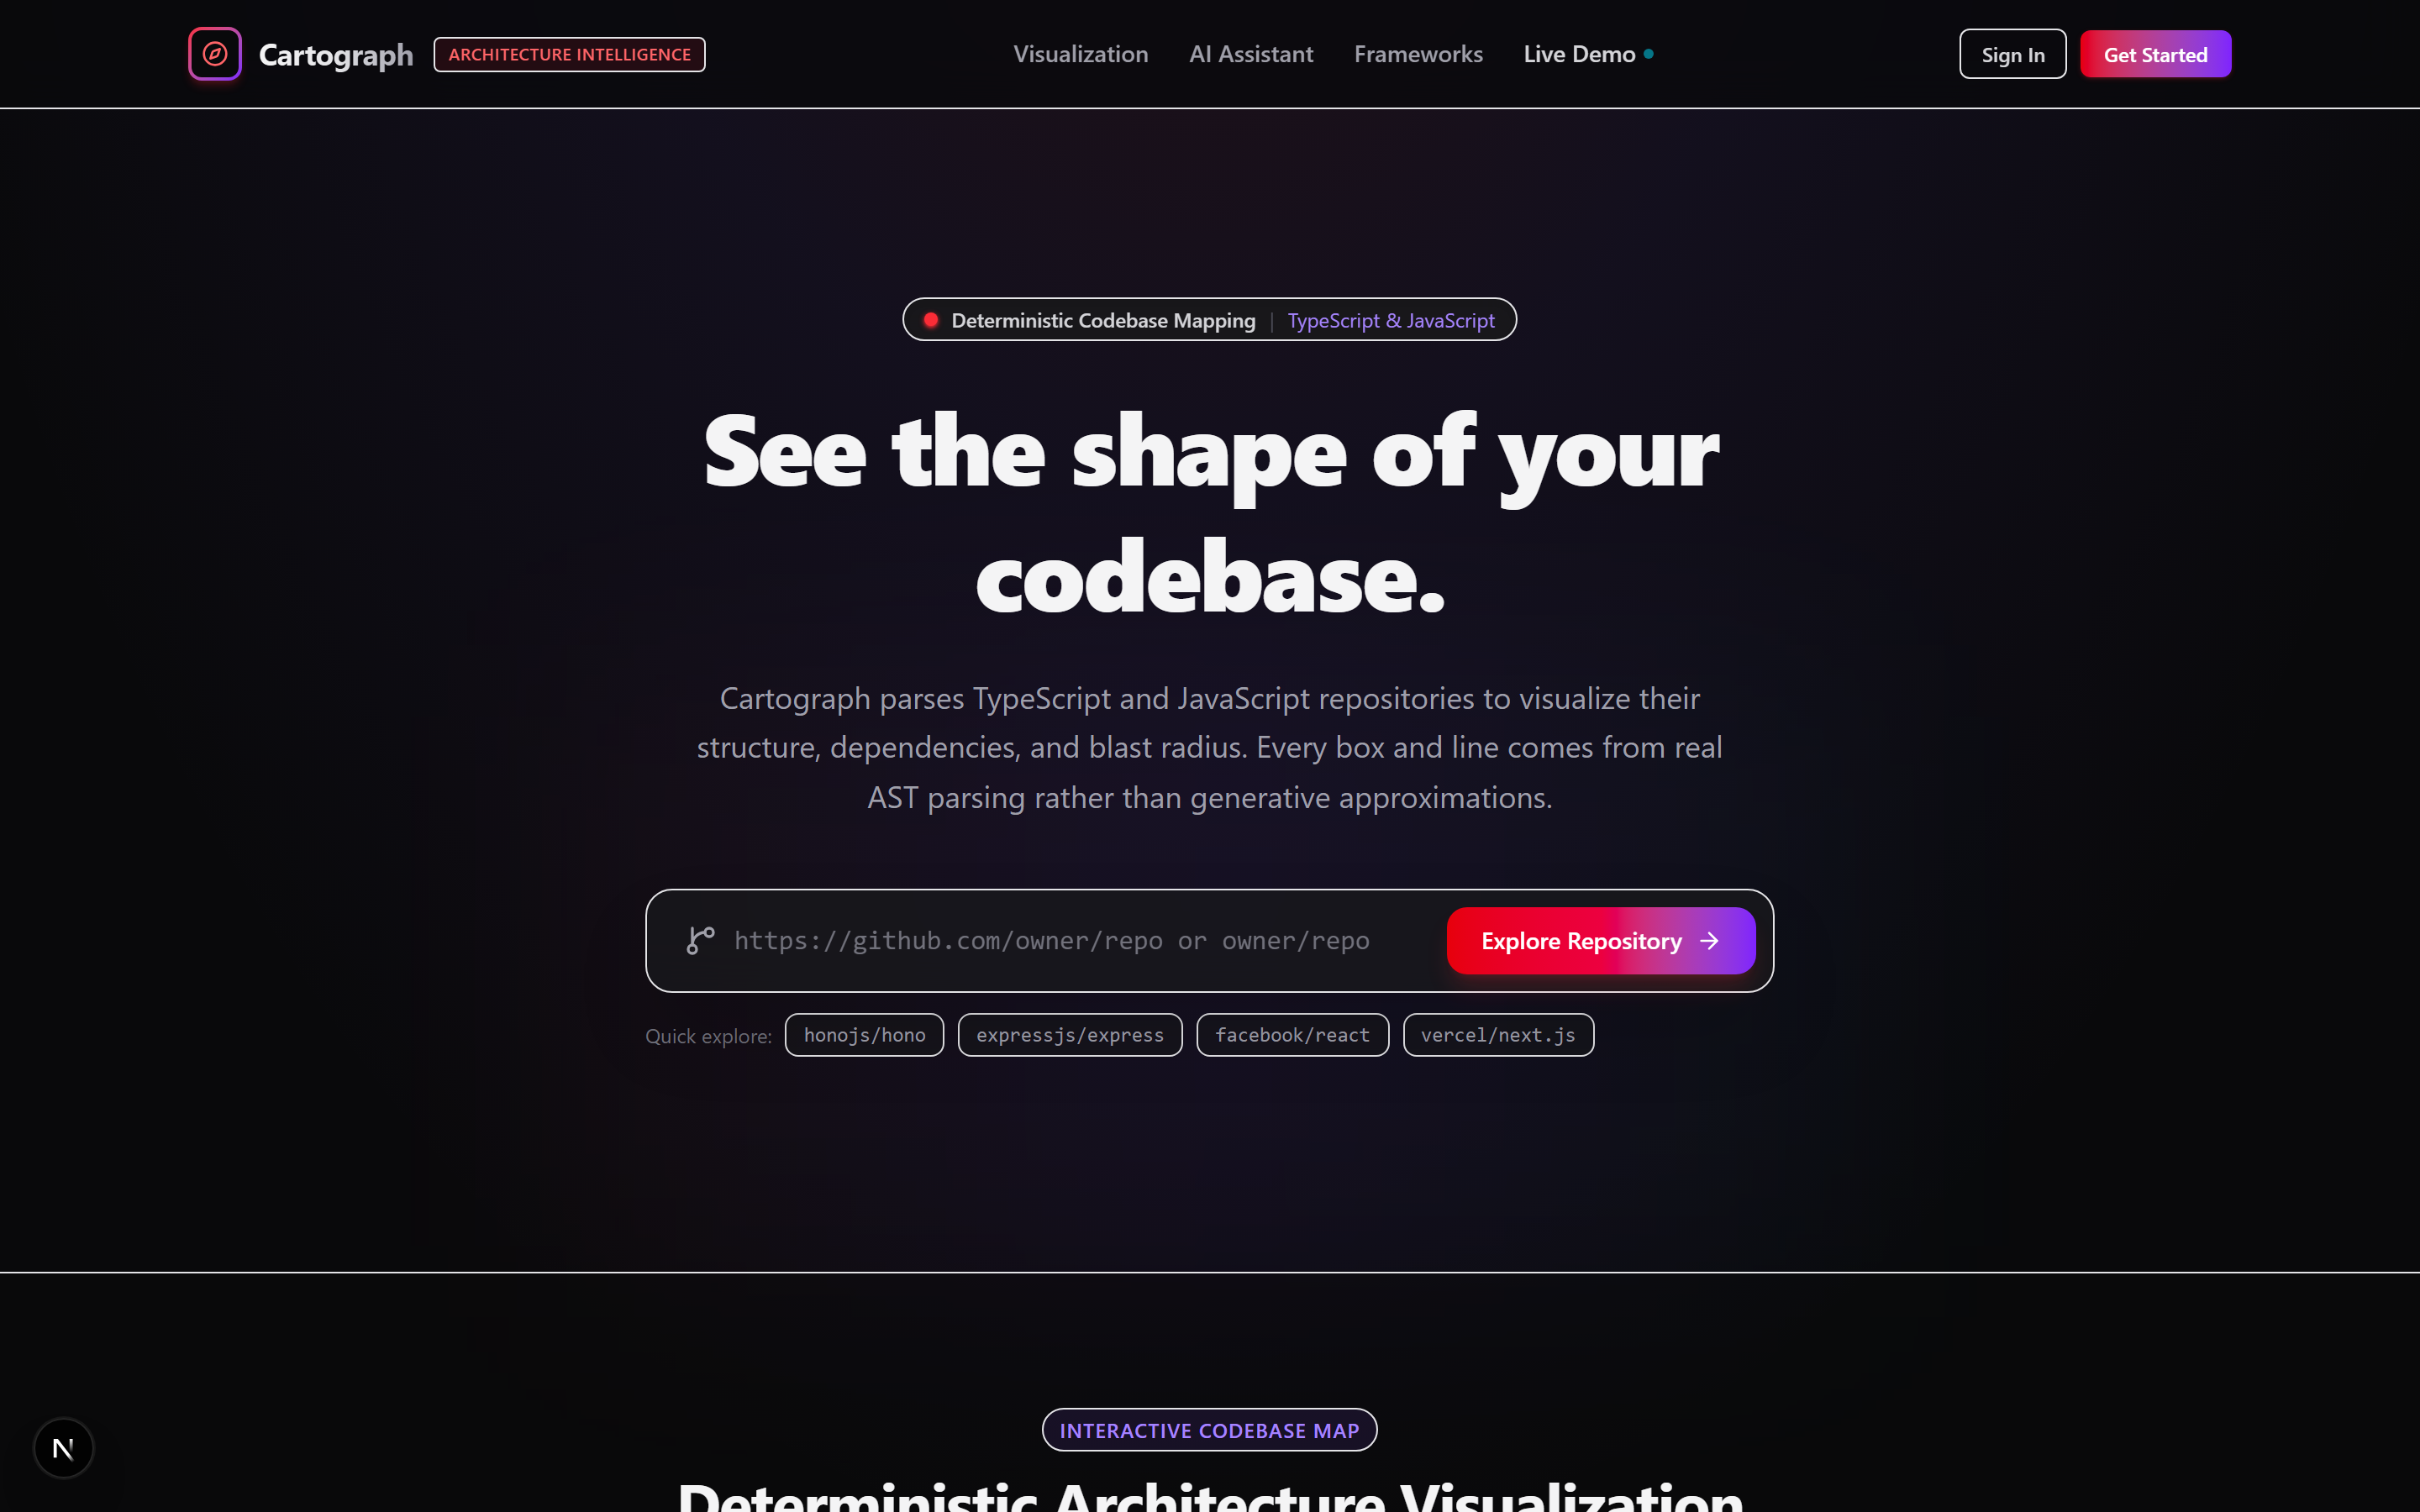 Cartograph
ARCHITECTURE INTELLIGENCE
Visualization
AI Assistant
Frameworks
Live Demo
Sign In
Get Started
Deterministic Codebase Mapping | TypeScript & JavaScript
See the shape of your
codebase.
Cartograph parses TypeScript and JavaScript repositories to visualize their
structure, dependencies, and blast radius. Every box and line comes from real
AST parsing rather than generative approximations.
https://github.com/owner/repo or owner/repo
Explore Repository →
Quick explore:
honojs/hono
expressjs/express
facebook/react
vercel/next.js
INTERACTIVE CODEBASE MAP
N
Deterministic Architecture Visualization